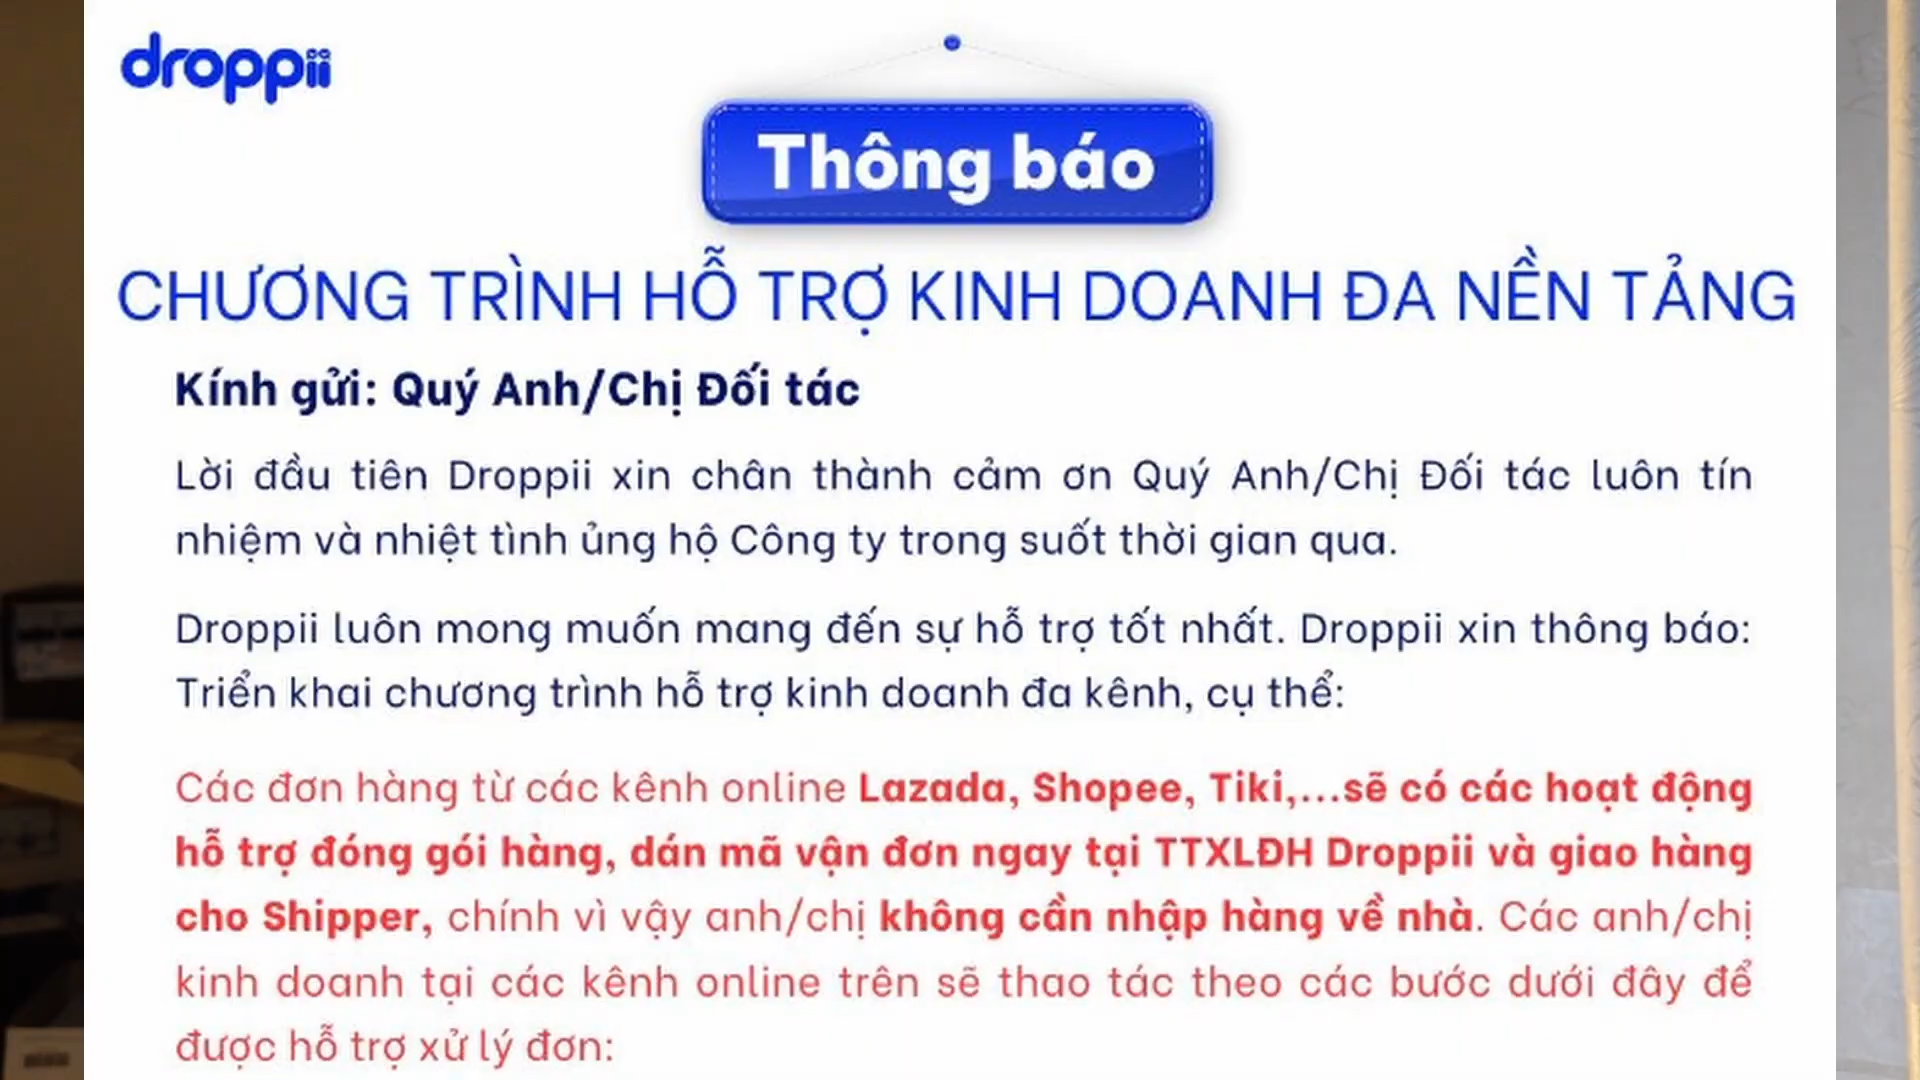 droppii
Thông báo
CHƯƠNG TRÌNH HỖ TRỢ KINH DOANH ĐA NỀN TẢNG
Kính gửi: Quý Anh/Chị Đối tác
Lời đầu tiên Droppii xin chân thành cảm ơn Quý Anh/Chị Đối tác luôn tín
nhiệm và nhiệt tình ủng hộ Công ty trong suốt thời gian qua.
Droppii luôn mong muốn mang đến sự hỗ trợ tốt nhất. Droppii xin thông báo:
Triển khai chương trình hỗ trợ kinh doanh đa kênh, cụ thể:
Các đơn hàng từ các kênh online Lazada, Shopee, Tiki,...sẽ có các hoạt động
hỗ trợ đóng gói hàng, dán mã vận đơn ngay tại TTXLĐH Droppii và giao hàng
cho Shipper, chính vì vậy anh/chị không cần nhập hàng về nhà. Các anh/chị
kinh doanh tại các kênh online trên sẽ thao tác theo các bước dưới đây để
được hỗ trợ xử lý đơn: